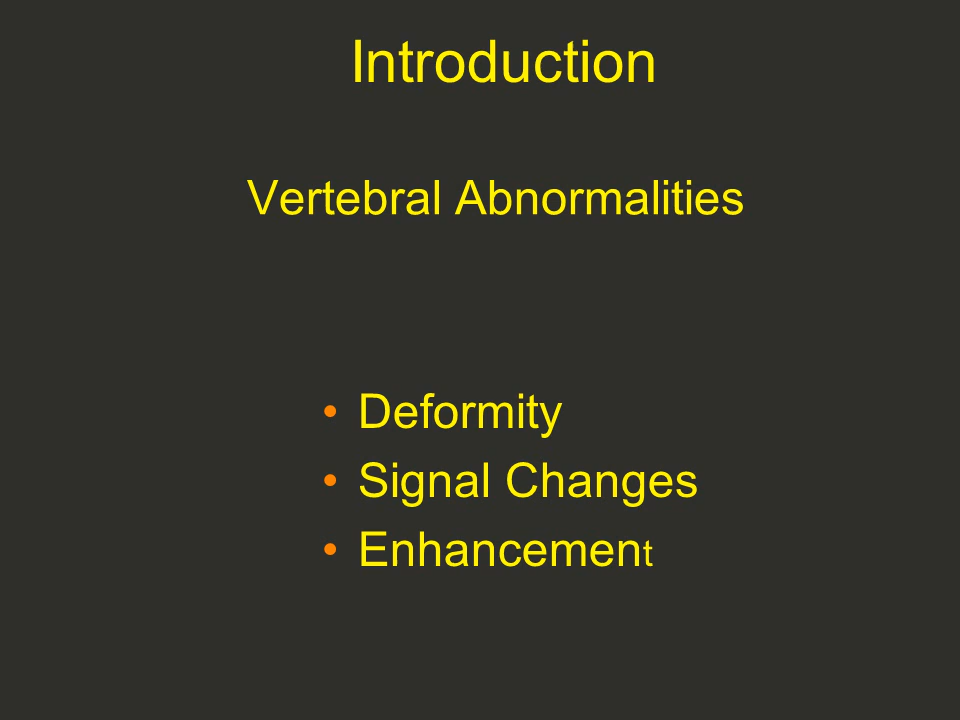 Introduction
Vertebral Abnormalities
• Deformity
• Signal Changes
• Enhancement